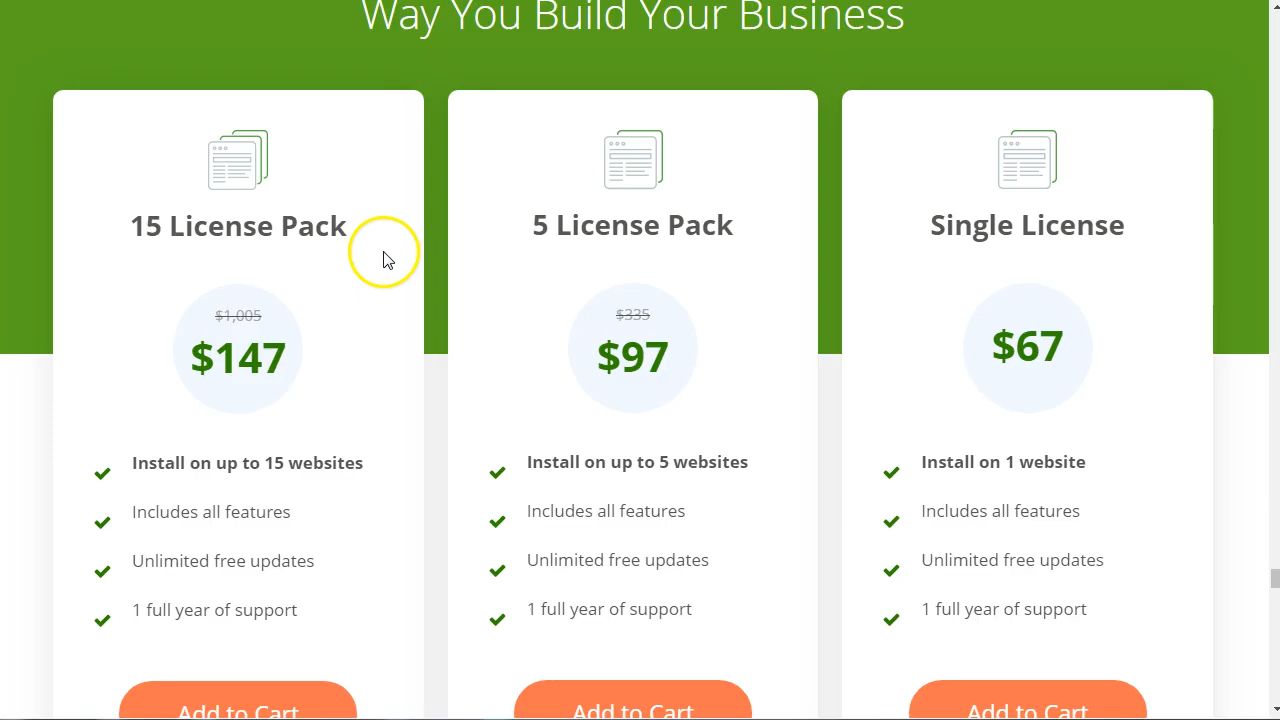 Way You Build Your Business
15 License Pack
$1,005
$147
Install on up to 15 websites
Includes all features
Unlimited free updates
1 full year of support
Add to Cart
5 License Pack
$335
$97
Install on up to 5 websites
Includes all features
Unlimited free updates
1 full year of support
Add to Cart
Single License
$67
Install on 1 website
Includes all features
Unlimited free updates
1 full year of support
Add to Cart